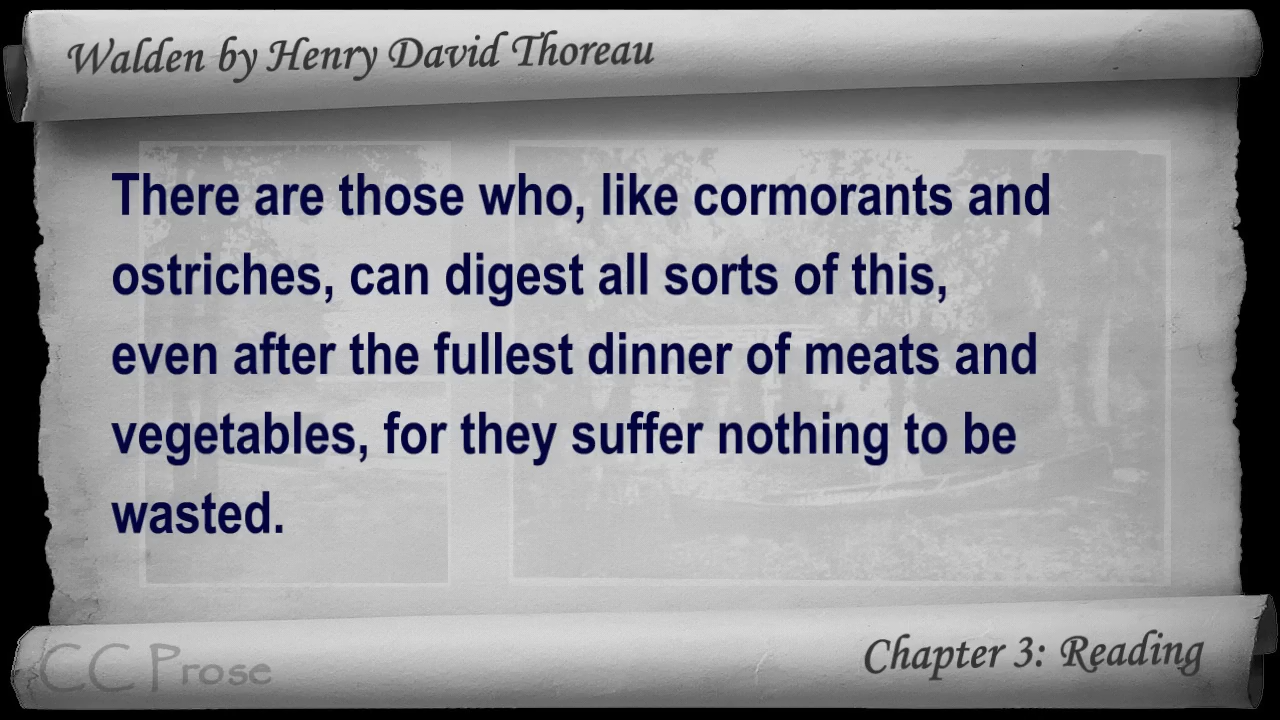 Walden by Henry David Thoreau
There are those who, like cormorants and
ostriches, can digest all sorts of this,
even after the fullest dinner of meats and
vegetables, for they suffer nothing to be
wasted.
CC Prose
Chapter 3: Reading